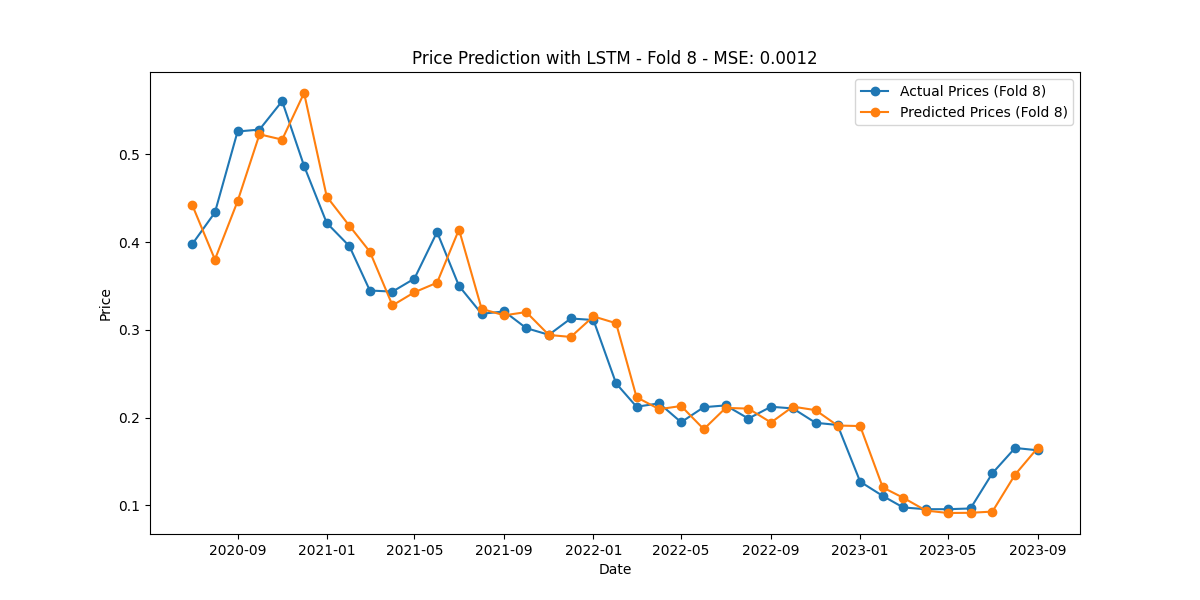 Price Prediction with LSTM - Fold 8 - MSE: 0.0012
Actual Prices (Fold 8)
Predicted Prices (Fold 8)
Price
0.5
0.4
0.3
0.2
0.1
2020-09 2021-01 2021-05 2021-09 2022-01 2022-05 2022-09 2023-01 2023-05 2023-09
Date